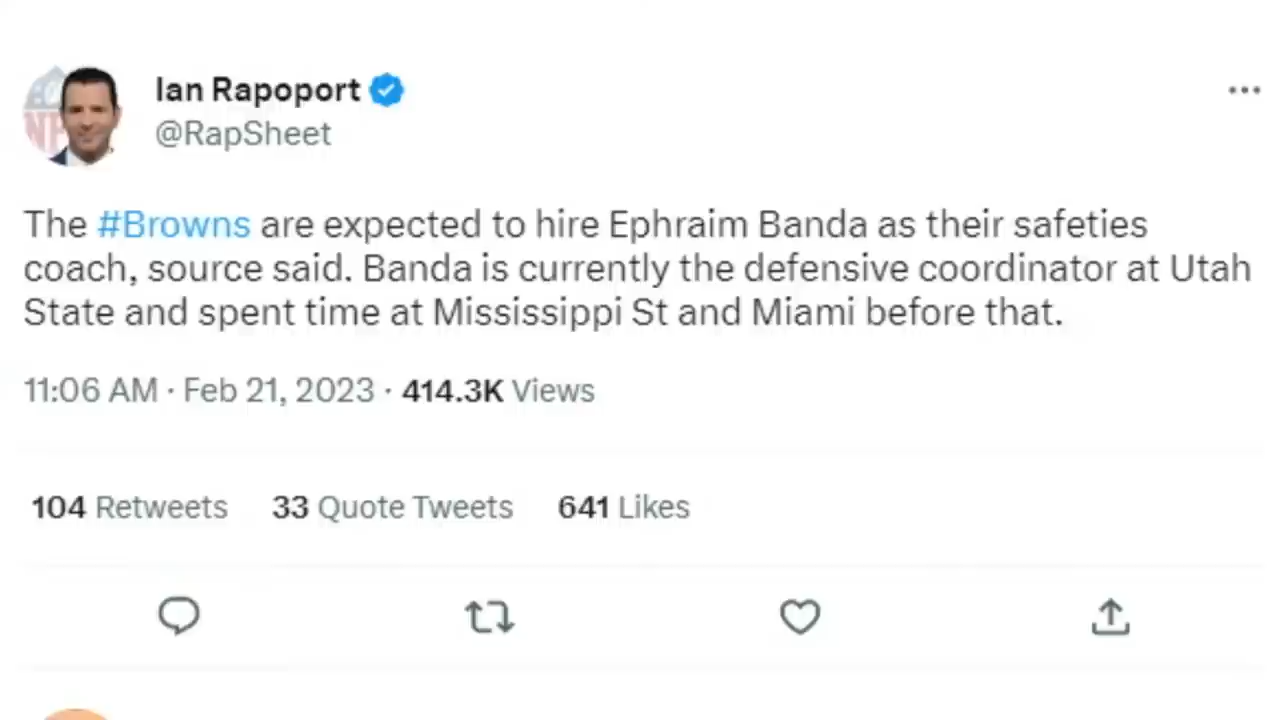 Ian Rapoport
@RapSheet
The #Browns are expected to hire Ephraim Banda as their safeties
coach, source said. Banda is currently the defensive coordinator at Utah
State and spent time at Mississippi St and Miami before that.
11:06 AM · Feb 21, 2023 · 414.3K Views
104 Retweets 33 Quote Tweets 641 Likes